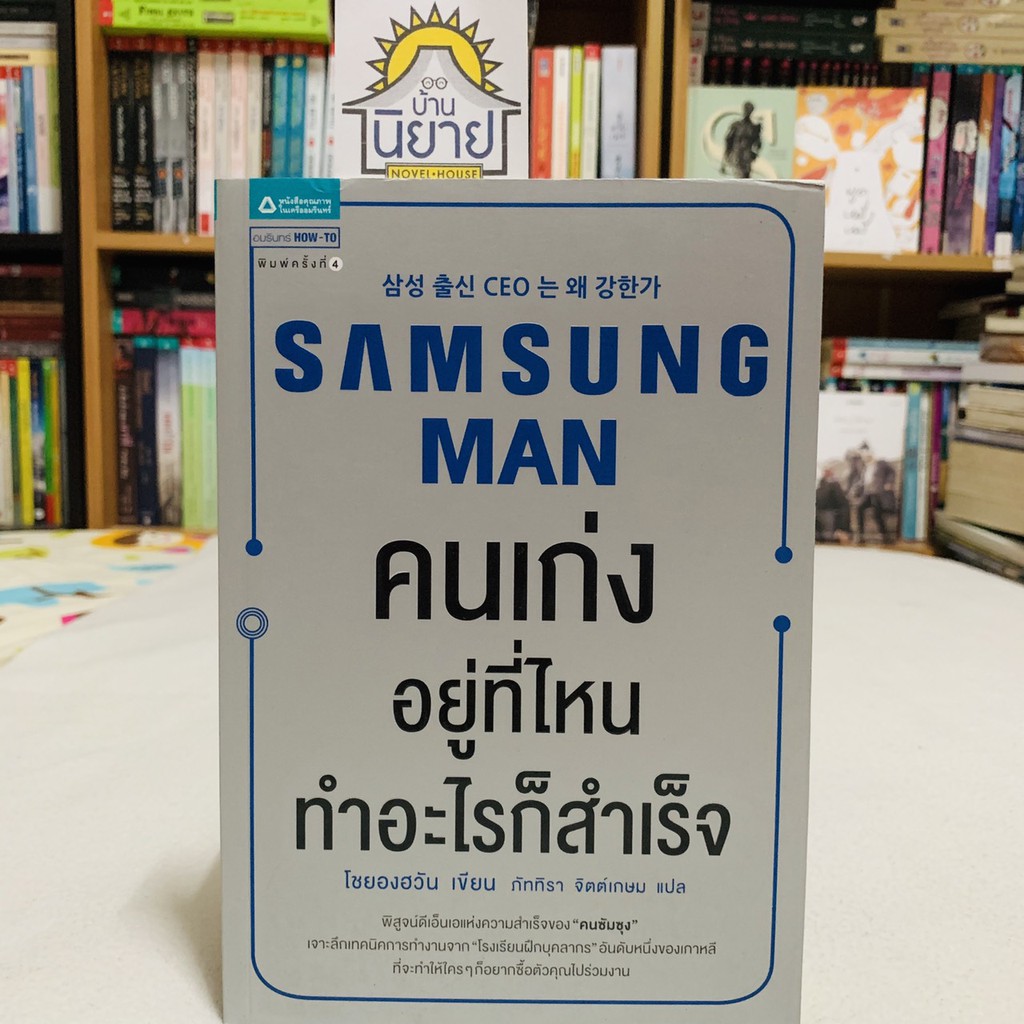 บ้าน
นิยาย
NOVEL•HOUSE
หนังสือคุณภาพ
ในเครืออมรินทร์
อมรินทร์ HOW-TO
พิมพ์ครั้งที่ 4
삼성 출신 CEO 는 왜 강한가
SAMSUNG
MAN
คนเก่ง
อยู่ที่ไหน
ทำอะไรก็สำเร็จ
โชยองฮวัน เขียน ภัททิรา จิตต์เกษม แปล
พิสูจน์ดีเอ็นเอแห่งความสำเร็จของ “คนซัมซุง”
เจาะลึกเทคนิคการทำงานจาก “โรงเรียนฝึกบุคลากร” อันดับหนึ่งของเกาหลี
ที่จะทำให้ใคร ๆ ก็อยากซื้อตัวคุณไปร่วมงาน